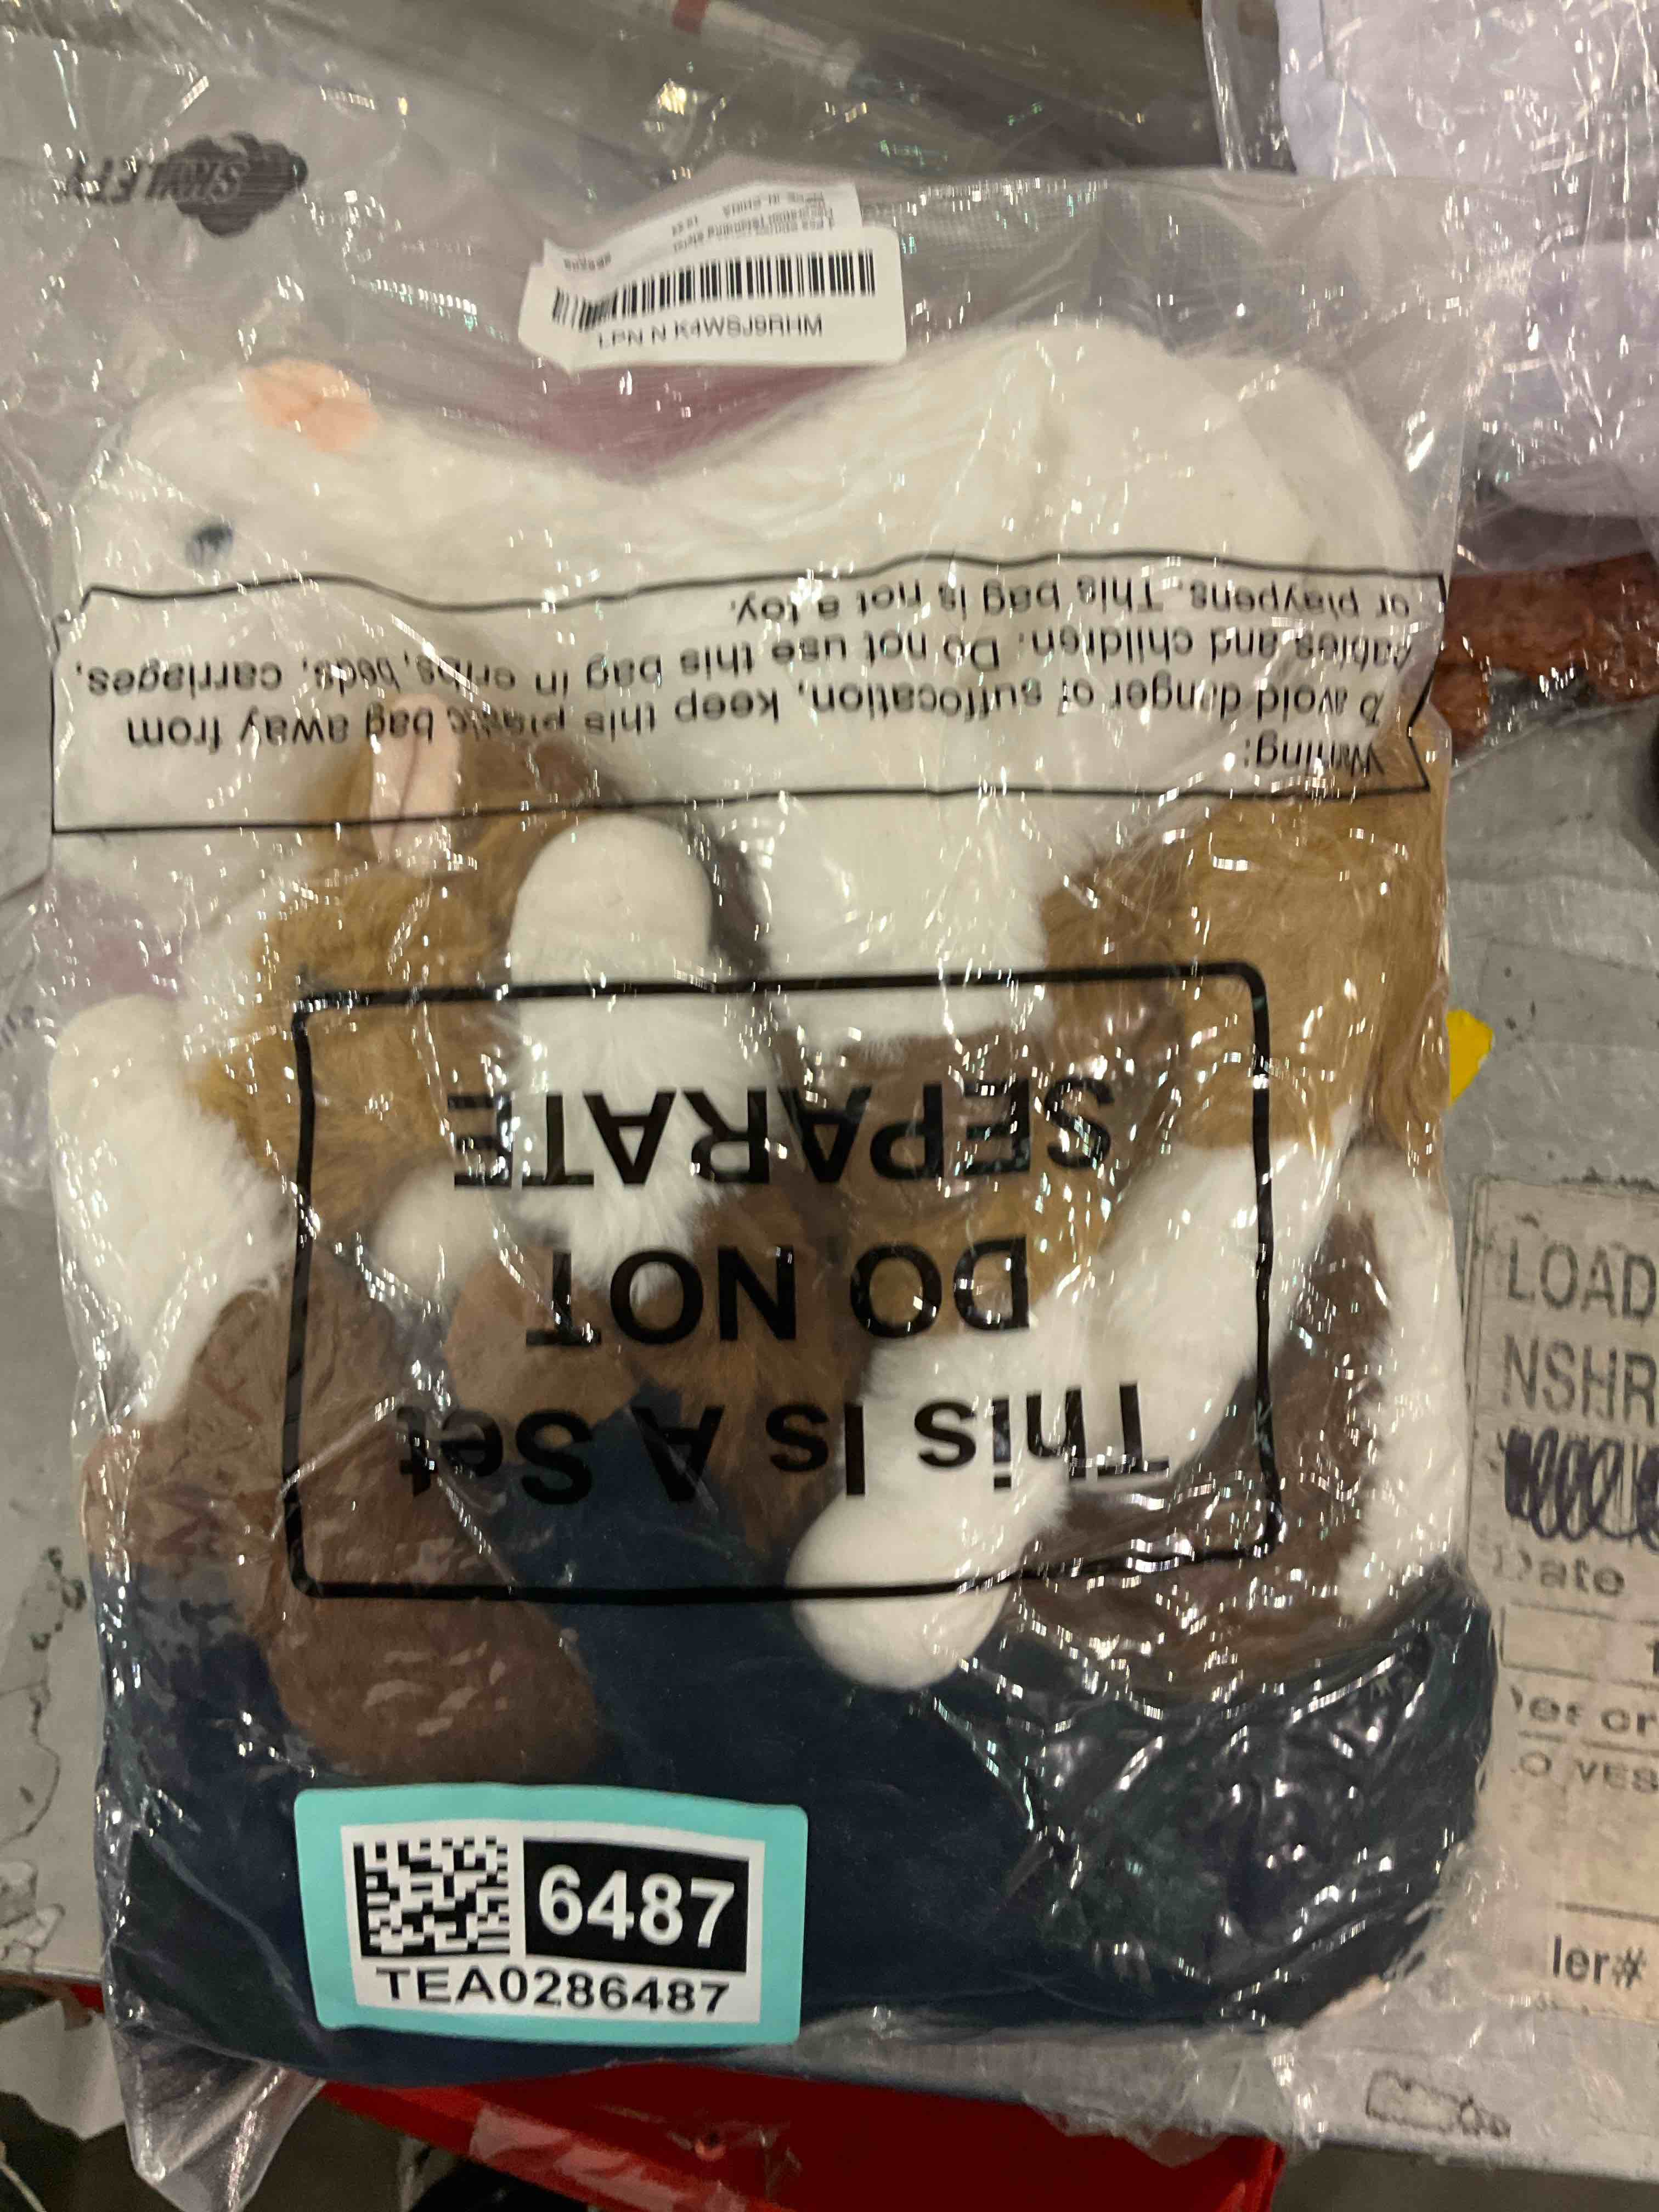 LPN N K4WSJ9RHM
Warning:
To avoid danger of suffocation, keep this plastic bag away from
babies and children. Do not use this bag in cribs, beds, carriages,
or playpens. This bag is not a toy.
This Is A Set
DO NOT
SEPARATE
6487
TEA0286487
LOAD
NSHR
Date
ler#